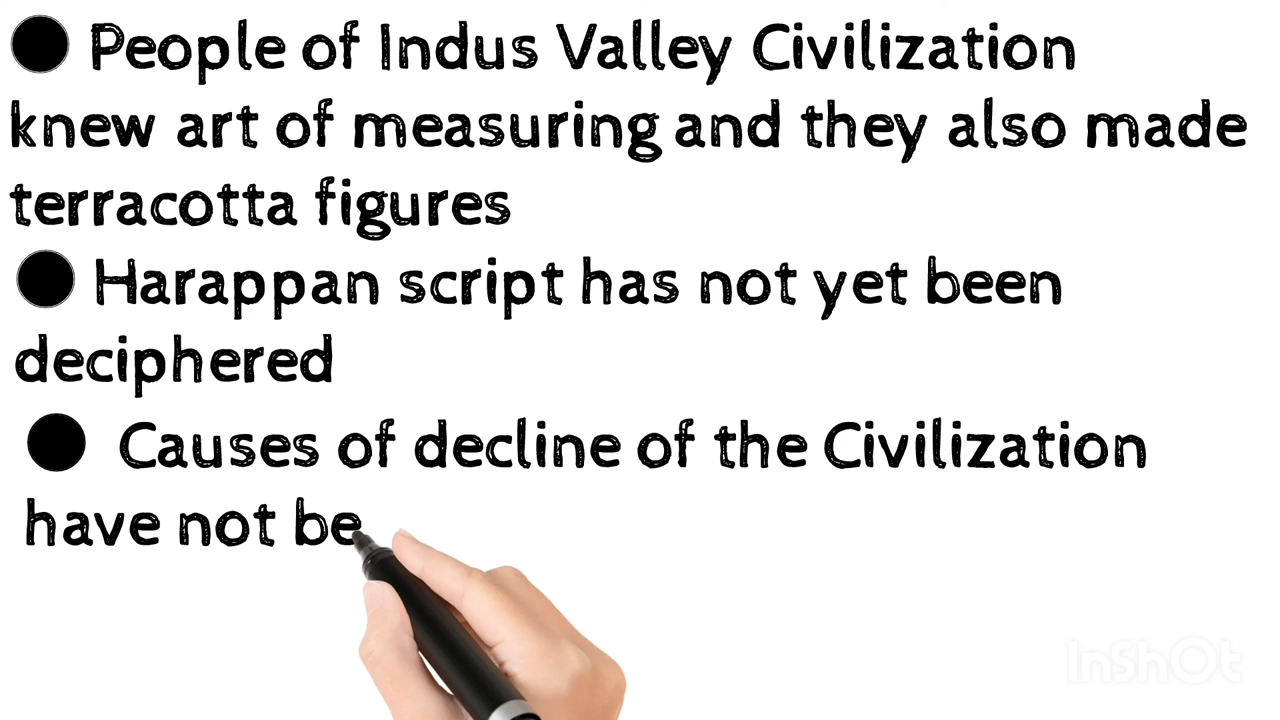 ● People of Indus Valley Civilization
knew art of measuring and they also made
terracotta figures
● Harappan script has not yet been
deciphered
● Causes of decline of the Civilization
have not be
InShOt